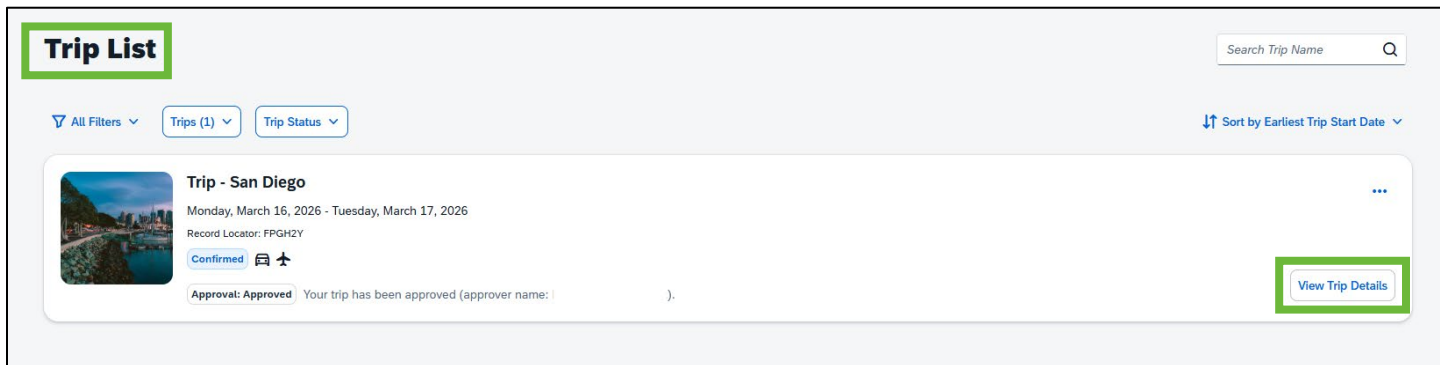 Trip List
Search Trip Name
All Filters
Trips (1)
Trip Status
Sort by Earliest Trip Start Date
Trip - San Diego
Monday, March 16, 2026 - Tuesday, March 17, 2026
Record Locator: FPGH2Y
Confirmed
Approval: Approved Your trip has been approved (approver name: ).
View Trip Details